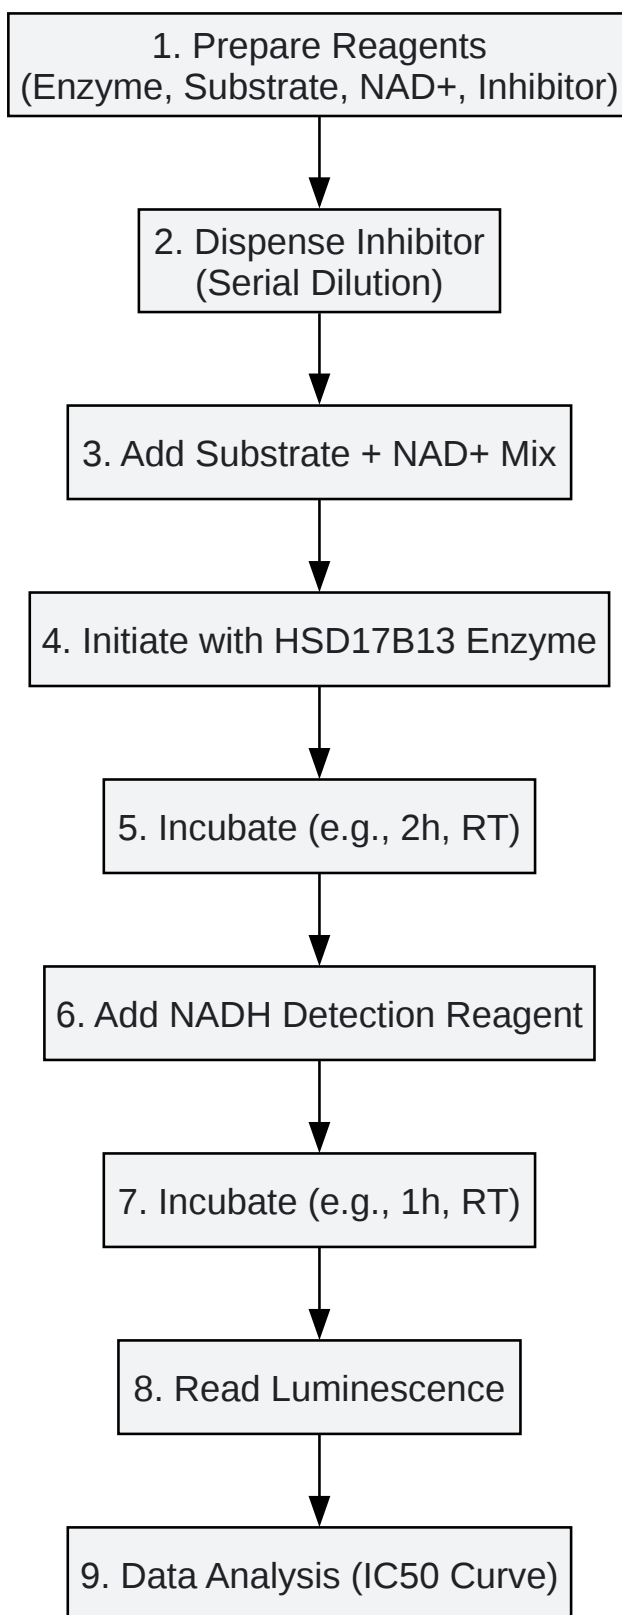 1. Prepare Reagents
(Enzyme, Substrate, NAD+, Inhibitor)
2. Dispense Inhibitor
(Serial Dilution)
3. Add Substrate + NAD+ Mix
4. Initiate with HSD17B13 Enzyme
5. Incubate (e.g., 2h, RT)
6. Add NADH Detection Reagent
7. Incubate (e.g., 1h, RT)
8. Read Luminescence
9. Data Analysis (IC50 Curve)